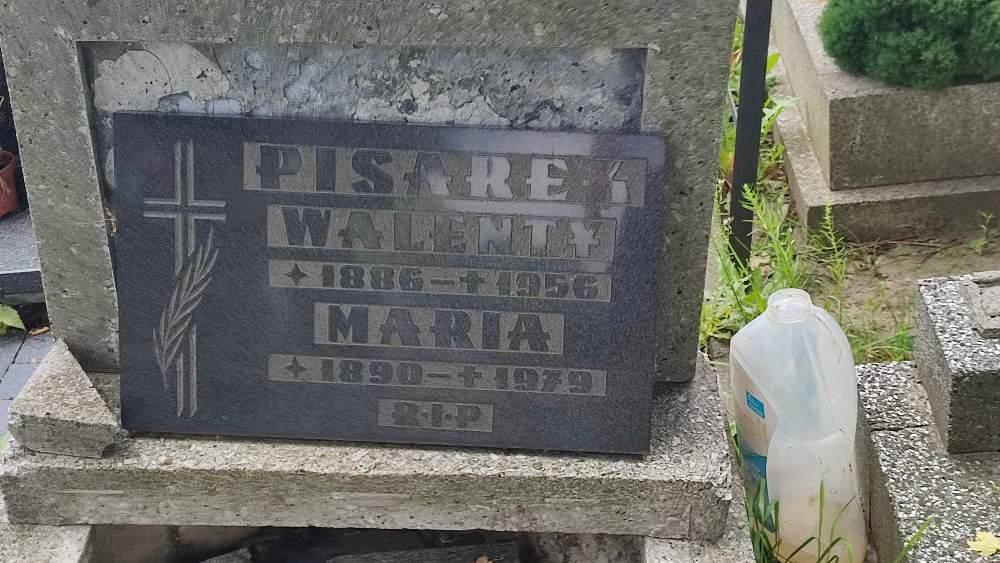 PISAREK
WALENTY
✦ 1886 – ✝ 1956
MARIA
✦ 1890 – ✝ 1979
R·I·P